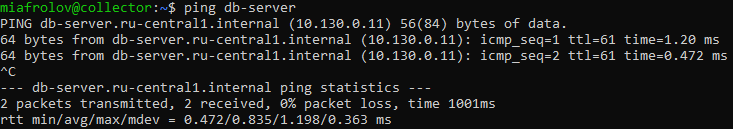 miafrolov@collector:~$ ping db-server
PING db-server.ru-central1.internal (10.130.0.11) 56(84) bytes of data.
64 bytes from db-server.ru-central1.internal (10.130.0.11): icmp_seq=1 ttl=61 time=1.20 ms
64 bytes from db-server.ru-central1.internal (10.130.0.11): icmp_seq=2 ttl=61 time=0.472 ms
^C
--- db-server.ru-central1.internal ping statistics ---
2 packets transmitted, 2 received, 0% packet loss, time 1001ms
rtt min/avg/max/mdev = 0.472/0.835/1.198/0.363 ms